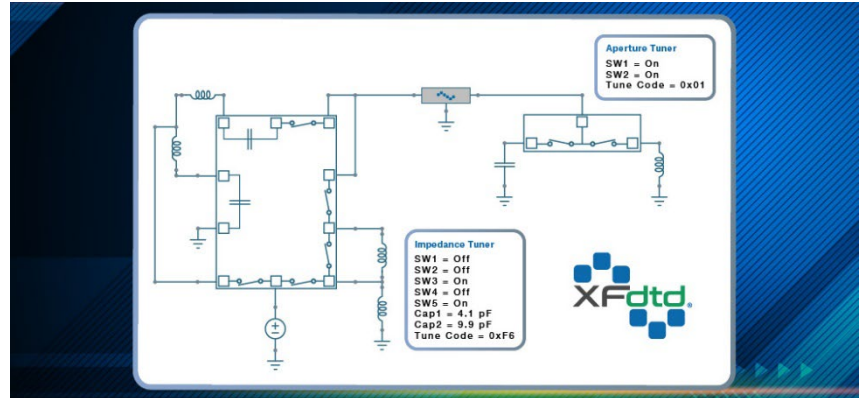 Aperture Tuner
SW1 = On
SW2 = On
Tune Code = 0x01
Impedance Tuner
SW1 = Off
SW2 = Off
SW3 = On
SW4 = Off
SW5 = On
Cap1 = 4.1 pF
Cap2 = 9.9 pF
Tune Code = 0xF6
XFdtd®